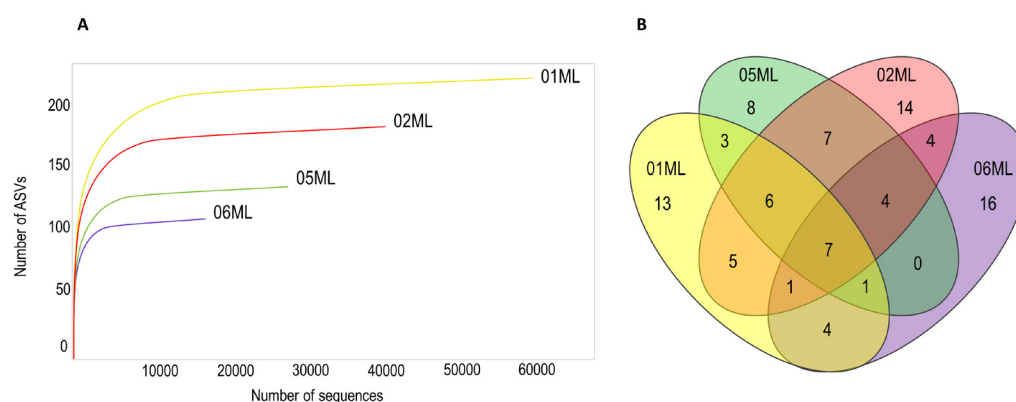 A
Number of ASVs
200
150
100
50
0
01ML
02ML
05ML
06ML
10000 20000 30000 40000 50000 60000
Number of sequences
B
05ML
8
02ML
14
3
7
4
01ML
13
6
4
06ML
16
5
7
0
1
1
4